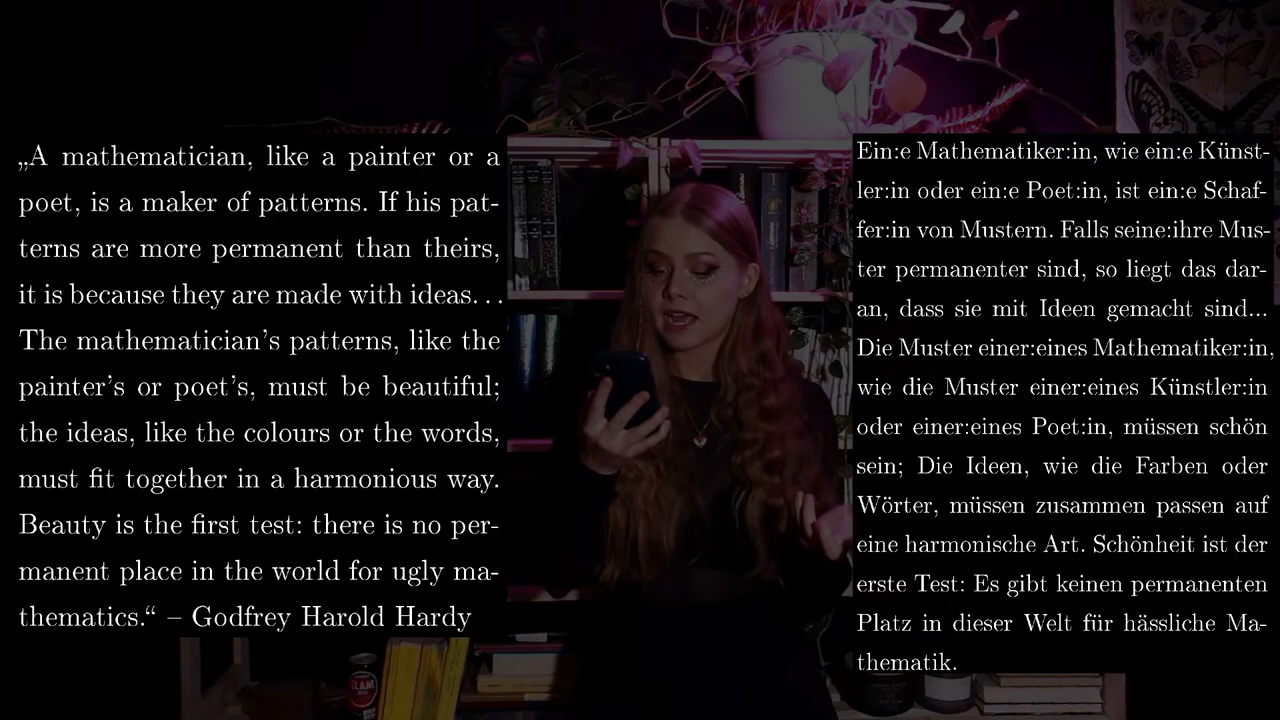 „A mathematician, like a painter or a
poet, is a maker of patterns. If his pat-
terns are more permanent than theirs,
it is because they are made with ideas...
The mathematician's patterns, like the
painter's or poet's, must be beautiful;
the ideas, like the colours or the words,
must fit together in a harmonious way.
Beauty is the first test: there is no per-
manent place in the world for ugly ma-
thematics.“ – Godfrey Harold Hardy
Ein:e Mathematiker:in, wie ein:e Künst-
ler:in oder ein:e Poet:in, ist ein:e Schaf-
fer:in von Mustern. Falls seine:ihre Mus-
ter permanenter sind, so liegt das dar-
an, dass sie mit Ideen gemacht sind...
Die Muster einer:eines Mathematiker:in,
wie die Muster einer:eines Künstler:in
oder einer:eines Poet:in, müssen schön
sein; Die Ideen, wie die Farben oder
Wörter, müssen zusammen passen auf
eine harmonische Art. Schönheit ist der
erste Test: Es gibt keinen permanenten
Platz in dieser Welt für hässliche Ma-
thematik.
SLAM